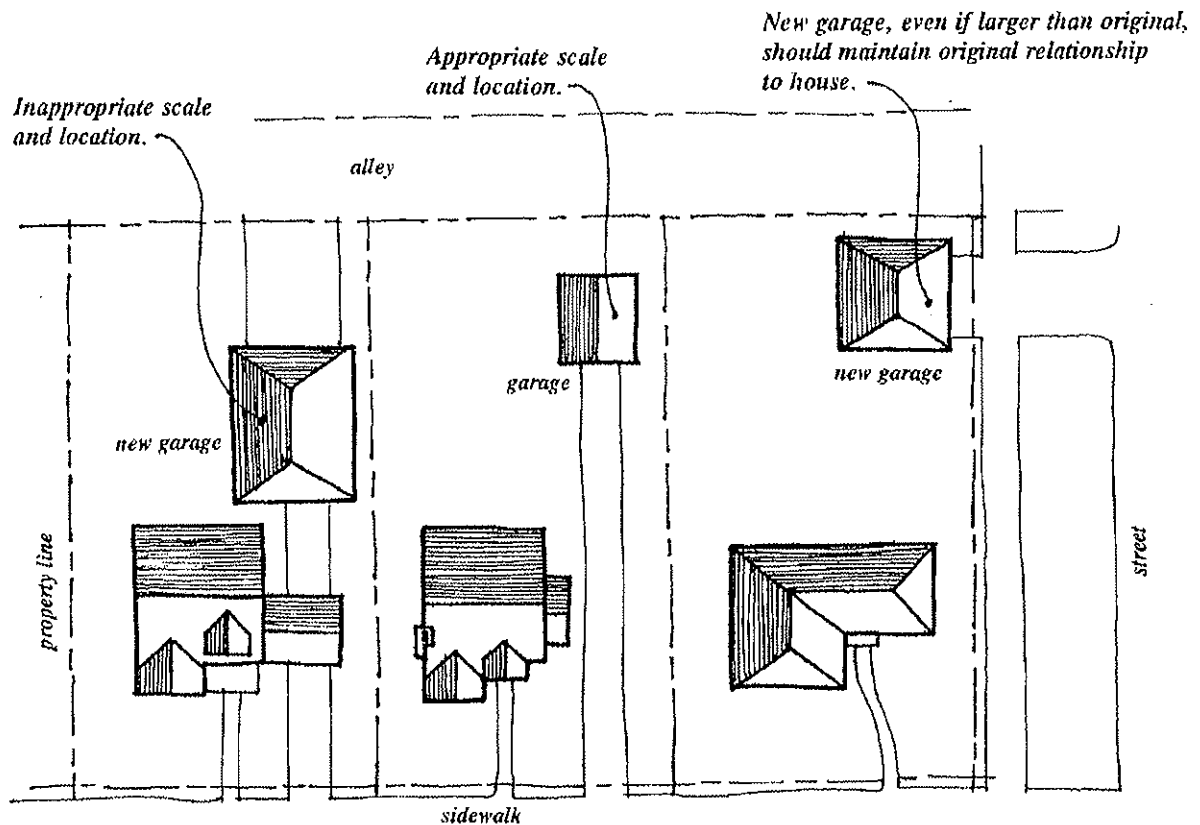 New garage, even if larger than original,
should maintain original relationship
to house.
Appropriate scale
and location.
Inappropriate scale
and location.
alley
new garage
garage
new garage
property line
street
sidewalk